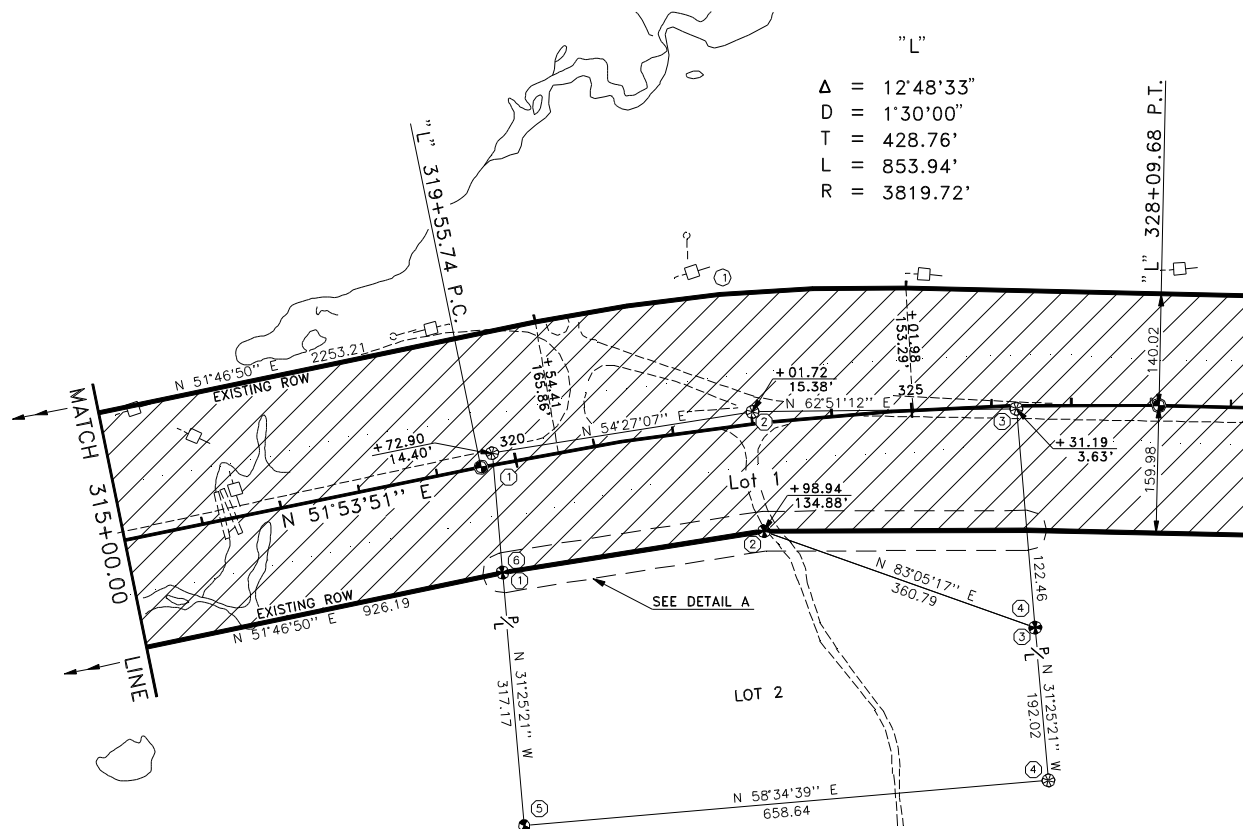 "L"
Δ = 12°48'33"
D = 1°30'00"
T = 428.76'
L = 853.94'
R = 3819.72'
"L" 319+55.74 P.C.
"L" 328+09.68 P.T.
1
N 51°46'50" E 2253.21
EXISTING ROW
MATCH 315+00.00 LINE
+54.41
165.86'
+01.98
153.29'
140.02
+01.72
15.38'
N 62°51'12" E
325
2
3
+72.90
14.40'
320
N 54°27'07" E
1
+31.19
3.63'
159.98
N 51°53'51" E
Lot 1
+98.94
134.88'
2
6
1
EXISTING ROW
N 51°46'50" E 926.19
SEE DETAIL A
N 83°05'17" E
360.79
122.46
4
3
P
L
P
L
N 31°25'21" W
317.17
LOT 2
N 31°25'21" W
192.02
4
N 58°34'39" E
658.64
5